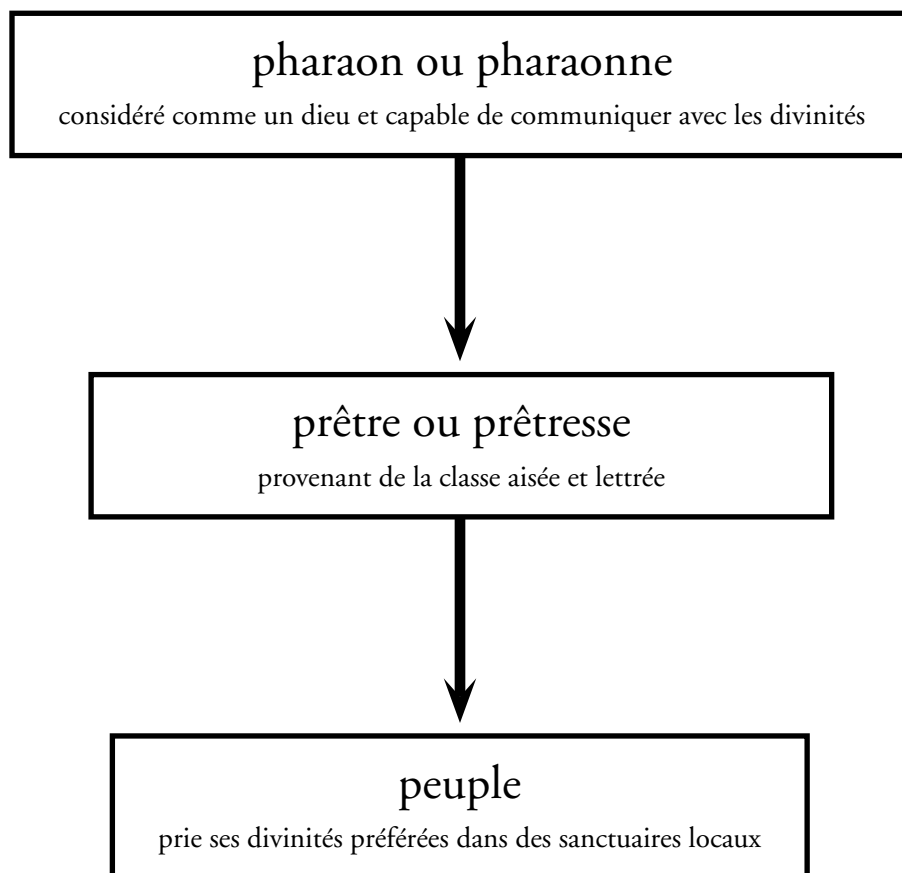 pharaon ou pharaonne
considéré comme un dieu et capable de communiquer avec les divinités
prêtre ou prêtresse
provenant de la classe aisée et lettrée
peuple
prie ses divinités préférées dans des sanctuaires locaux